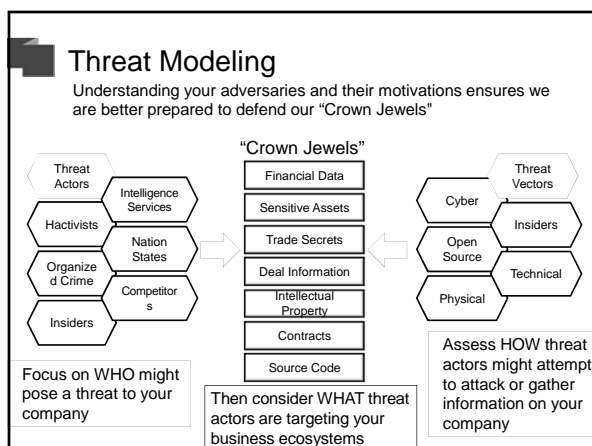 Threat Modeling
Understanding your adversaries and their motivations ensures we
are better prepared to defend our “Crown Jewels"
Threat
Actors
Intelligence
Services
Hactivists
Nation
States
Organize
d Crime
Competitor
s
Insiders
Focus on WHO might
pose a threat to your
company
“Crown Jewels”
Financial Data
Sensitive Assets
Trade Secrets
Deal Information
Intellectual
Property
Contracts
Source Code
Then consider WHAT threat
actors are targeting your
business ecosystems
Threat
Vectors
Cyber
Insiders
Open
Source
Technical
Physical
Assess HOW threat
actors might attempt
to attack or gather
information on your
company